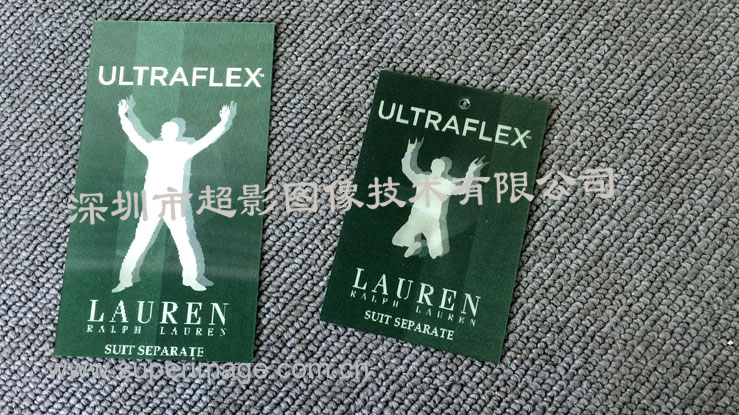 ULTRAFLEX™
LAUREN
RALPH LAUREN
SUIT SEPARATE
ULTRAFLEX
LAUREN
RALPH LAUREN
SUIT SEPARATE
深圳市超影图像技术有限公司
www.superimage.com.cn